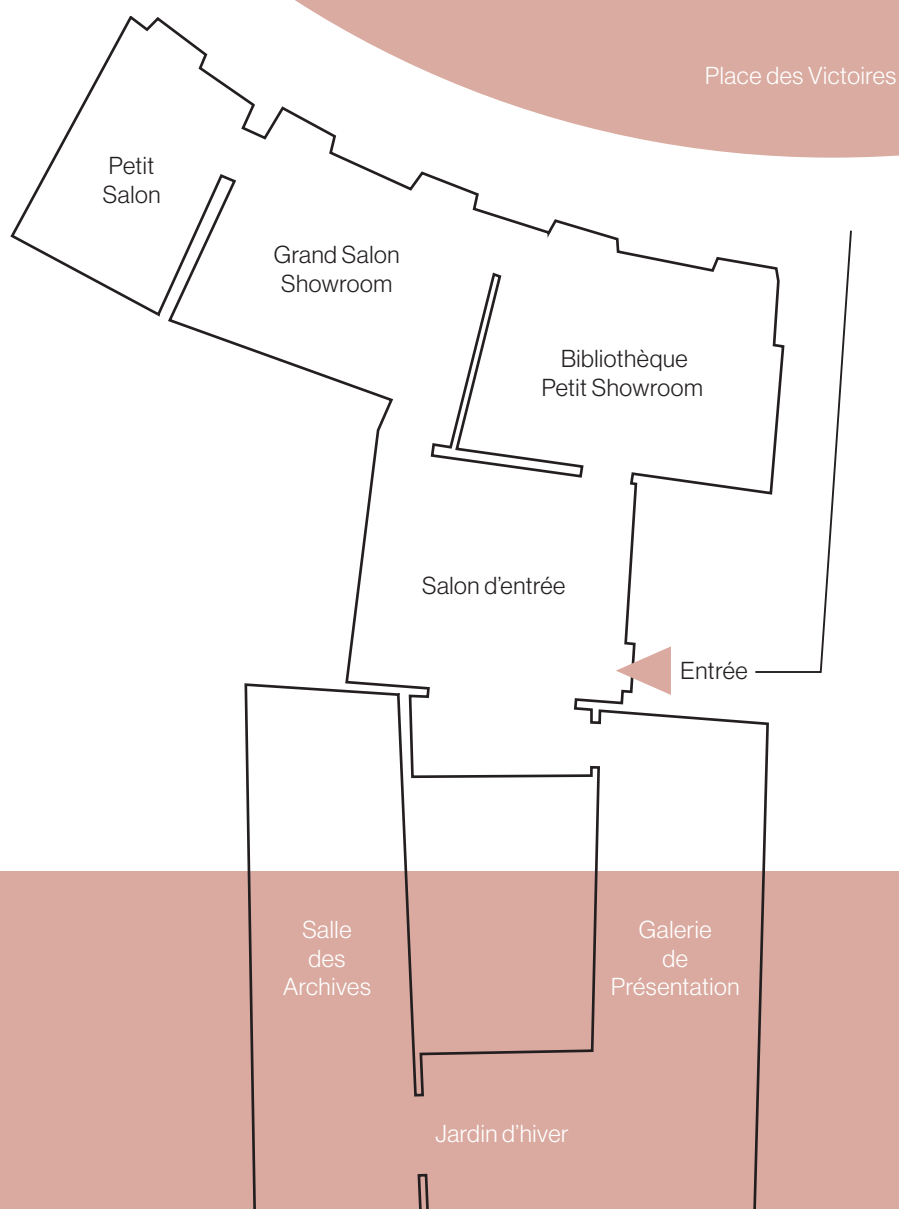 Place des Victoires
Petit
Salon
Grand Salon
Showroom
Bibliothèque
Petit Showroom
Salon d'entrée
Entrée
Salle
des
Archives
Galerie
de
Présentation
Jardin d'hiver